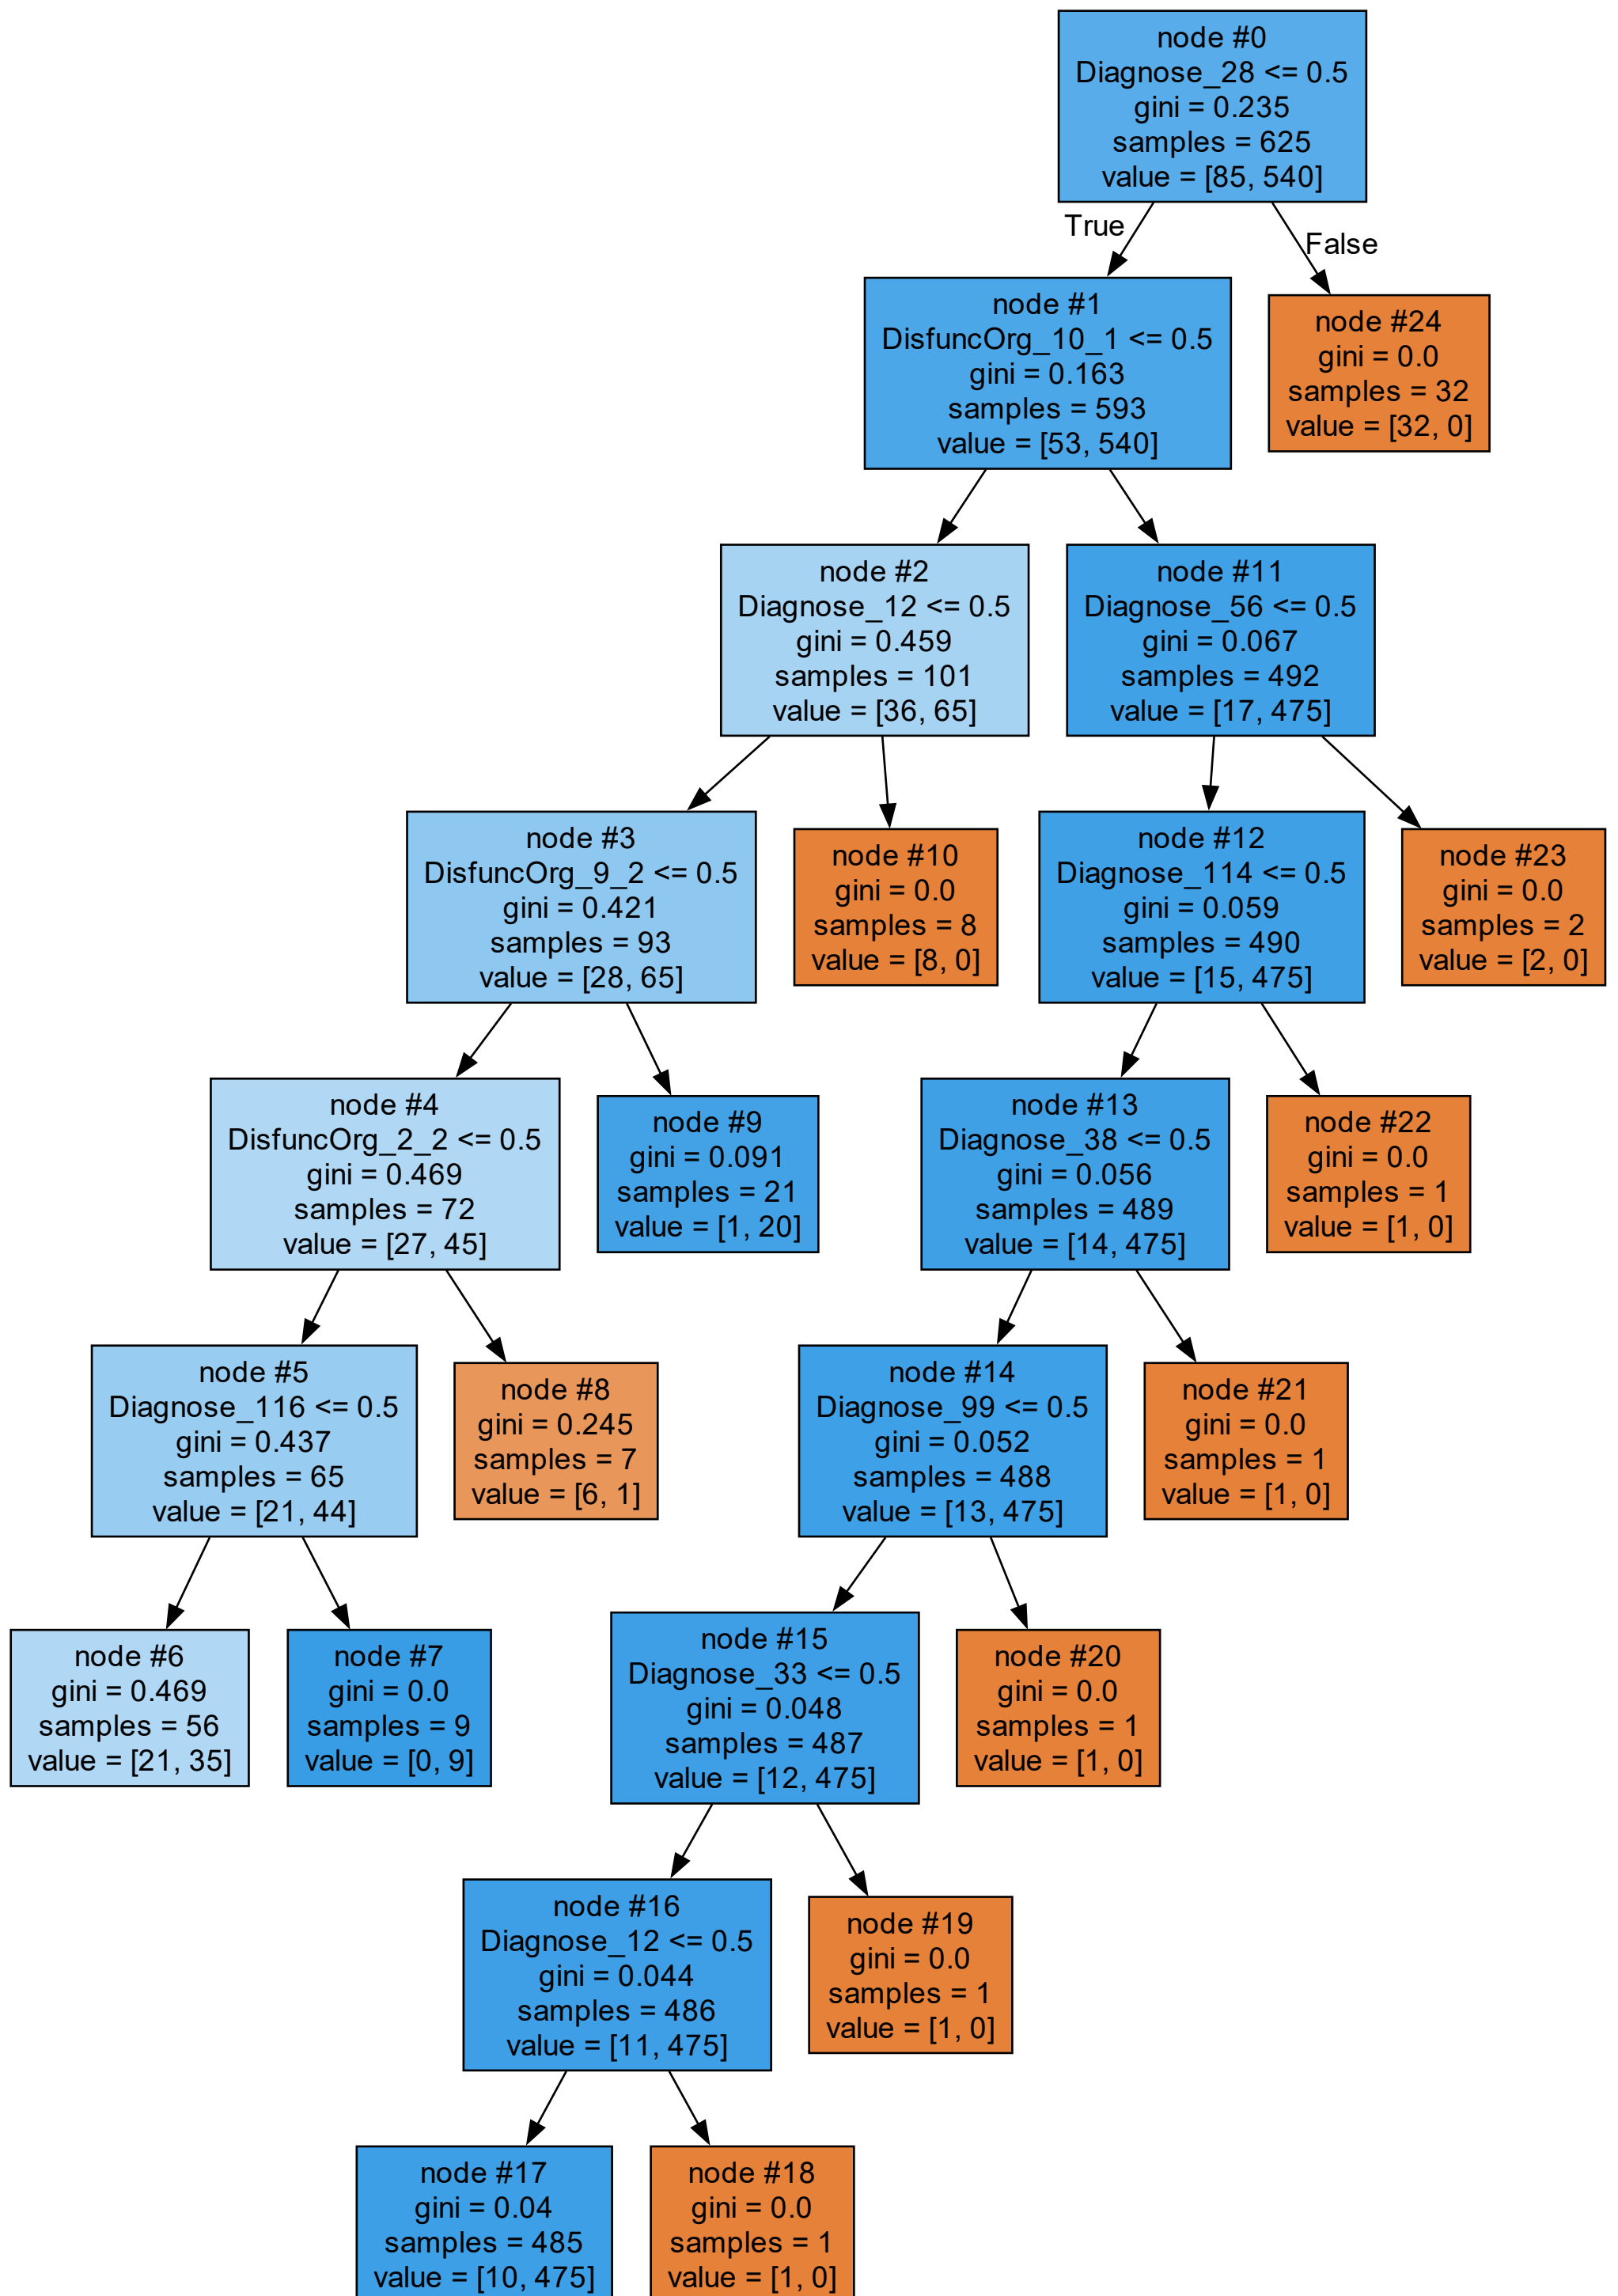 node #0
Diagnose_28 <= 0.5
gini = 0.235
samples = 625
value = [85, 540]
True
False
node #1
DisfuncOrg_10_1 <= 0.5
gini = 0.163
samples = 593
value = [53, 540]
node #24
gini = 0.0
samples = 32
value = [32, 0]
node #2
Diagnose_12 <= 0.5
gini = 0.459
samples = 101
value = [36, 65]
node #11
Diagnose_56 <= 0.5
gini = 0.067
samples = 492
value = [17, 475]
node #3
DisfuncOrg_9_2 <= 0.5
gini = 0.421
samples = 93
value = [28, 65]
node #10
gini = 0.0
samples = 8
value = [8, 0]
node #12
Diagnose_114 <= 0.5
gini = 0.059
samples = 490
value = [15, 475]
node #23
gini = 0.0
samples = 2
value = [2, 0]
node #4
DisfuncOrg_2_2 <= 0.5
gini = 0.469
samples = 72
value = [27, 45]
node #9
gini = 0.091
samples = 21
value = [1, 20]
node #13
Diagnose_38 <= 0.5
gini = 0.056
samples = 489
value = [14, 475]
node #22
gini = 0.0
samples = 1
value = [1, 0]
node #5
Diagnose_116 <= 0.5
gini = 0.437
samples = 65
value = [21, 44]
node #8
gini = 0.245
samples = 7
value = [6, 1]
node #14
Diagnose_99 <= 0.5
gini = 0.052
samples = 488
value = [13, 475]
node #21
gini = 0.0
samples = 1
value = [1, 0]
node #6
gini = 0.469
samples = 56
value = [21, 35]
node #7
gini = 0.0
samples = 9
value = [0, 9]
node #15
Diagnose_33 <= 0.5
gini = 0.048
samples = 487
value = [12, 475]
node #20
gini = 0.0
samples = 1
value = [1, 0]
node #16
Diagnose_12 <= 0.5
gini = 0.044
samples = 486
value = [11, 475]
node #19
gini = 0.0
samples = 1
value = [1, 0]
node #17
gini = 0.04
samples = 485
value = [10, 475]
node #18
gini = 0.0
samples = 1
value = [1, 0]